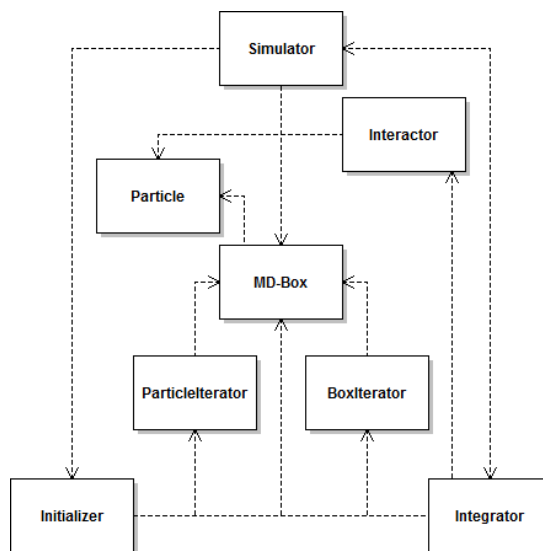 Simulator
Interactor
Particle
MD-Box
ParticleIterator
BoxIterator
Initializer
Integrator